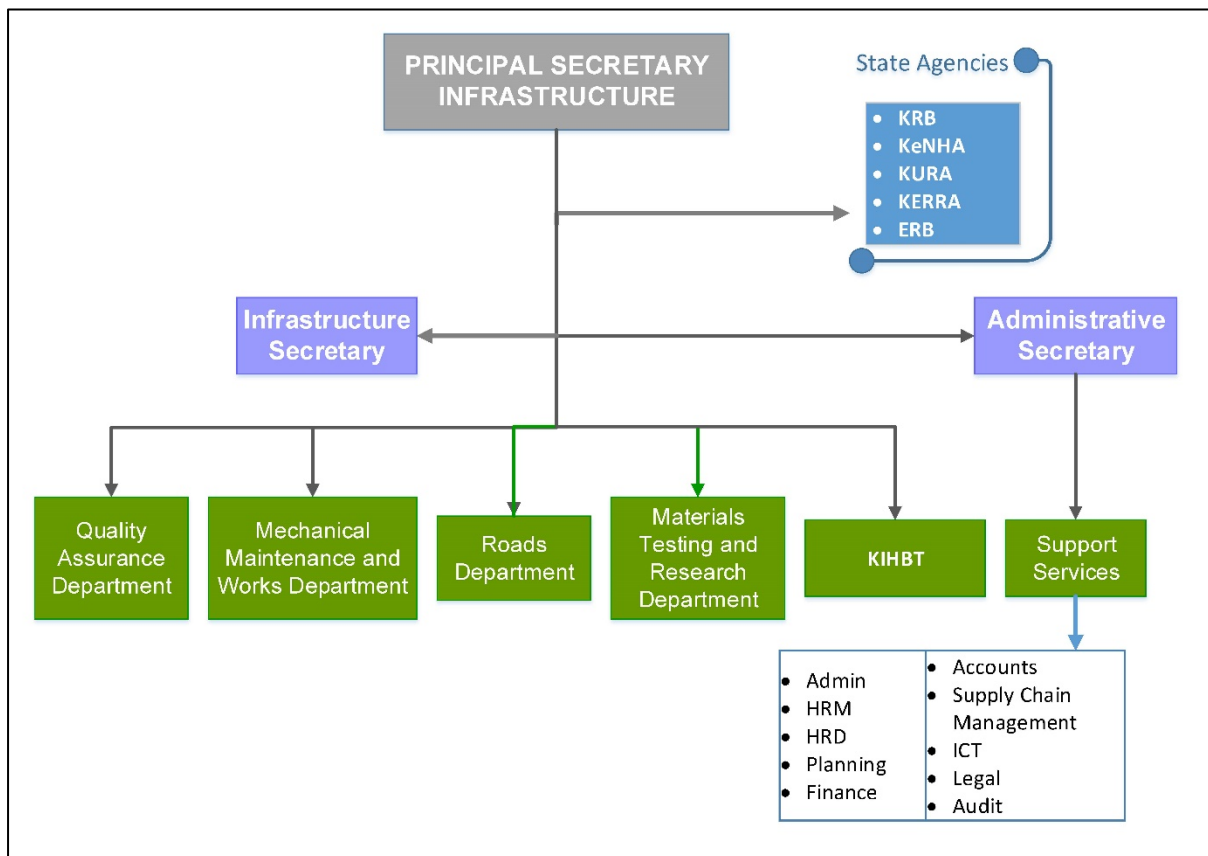 PRINCIPAL SECRETARY
INFRASTRUCTURE
State Agencies
• KRB
• KeNHA
• KURA
• KERRA
• ERB
Infrastructure
Secretary
Administrative
Secretary
Quality
Assurance
Department
Mechanical
Maintenance and
Works Department
Roads
Department
Materials
Testing and
Research
Department
KIHBT
Support
Services
• Admin
• HRM
• HRD
• Planning
• Finance
• Accounts
• Supply Chain
Management
• ICT
• Legal
• Audit